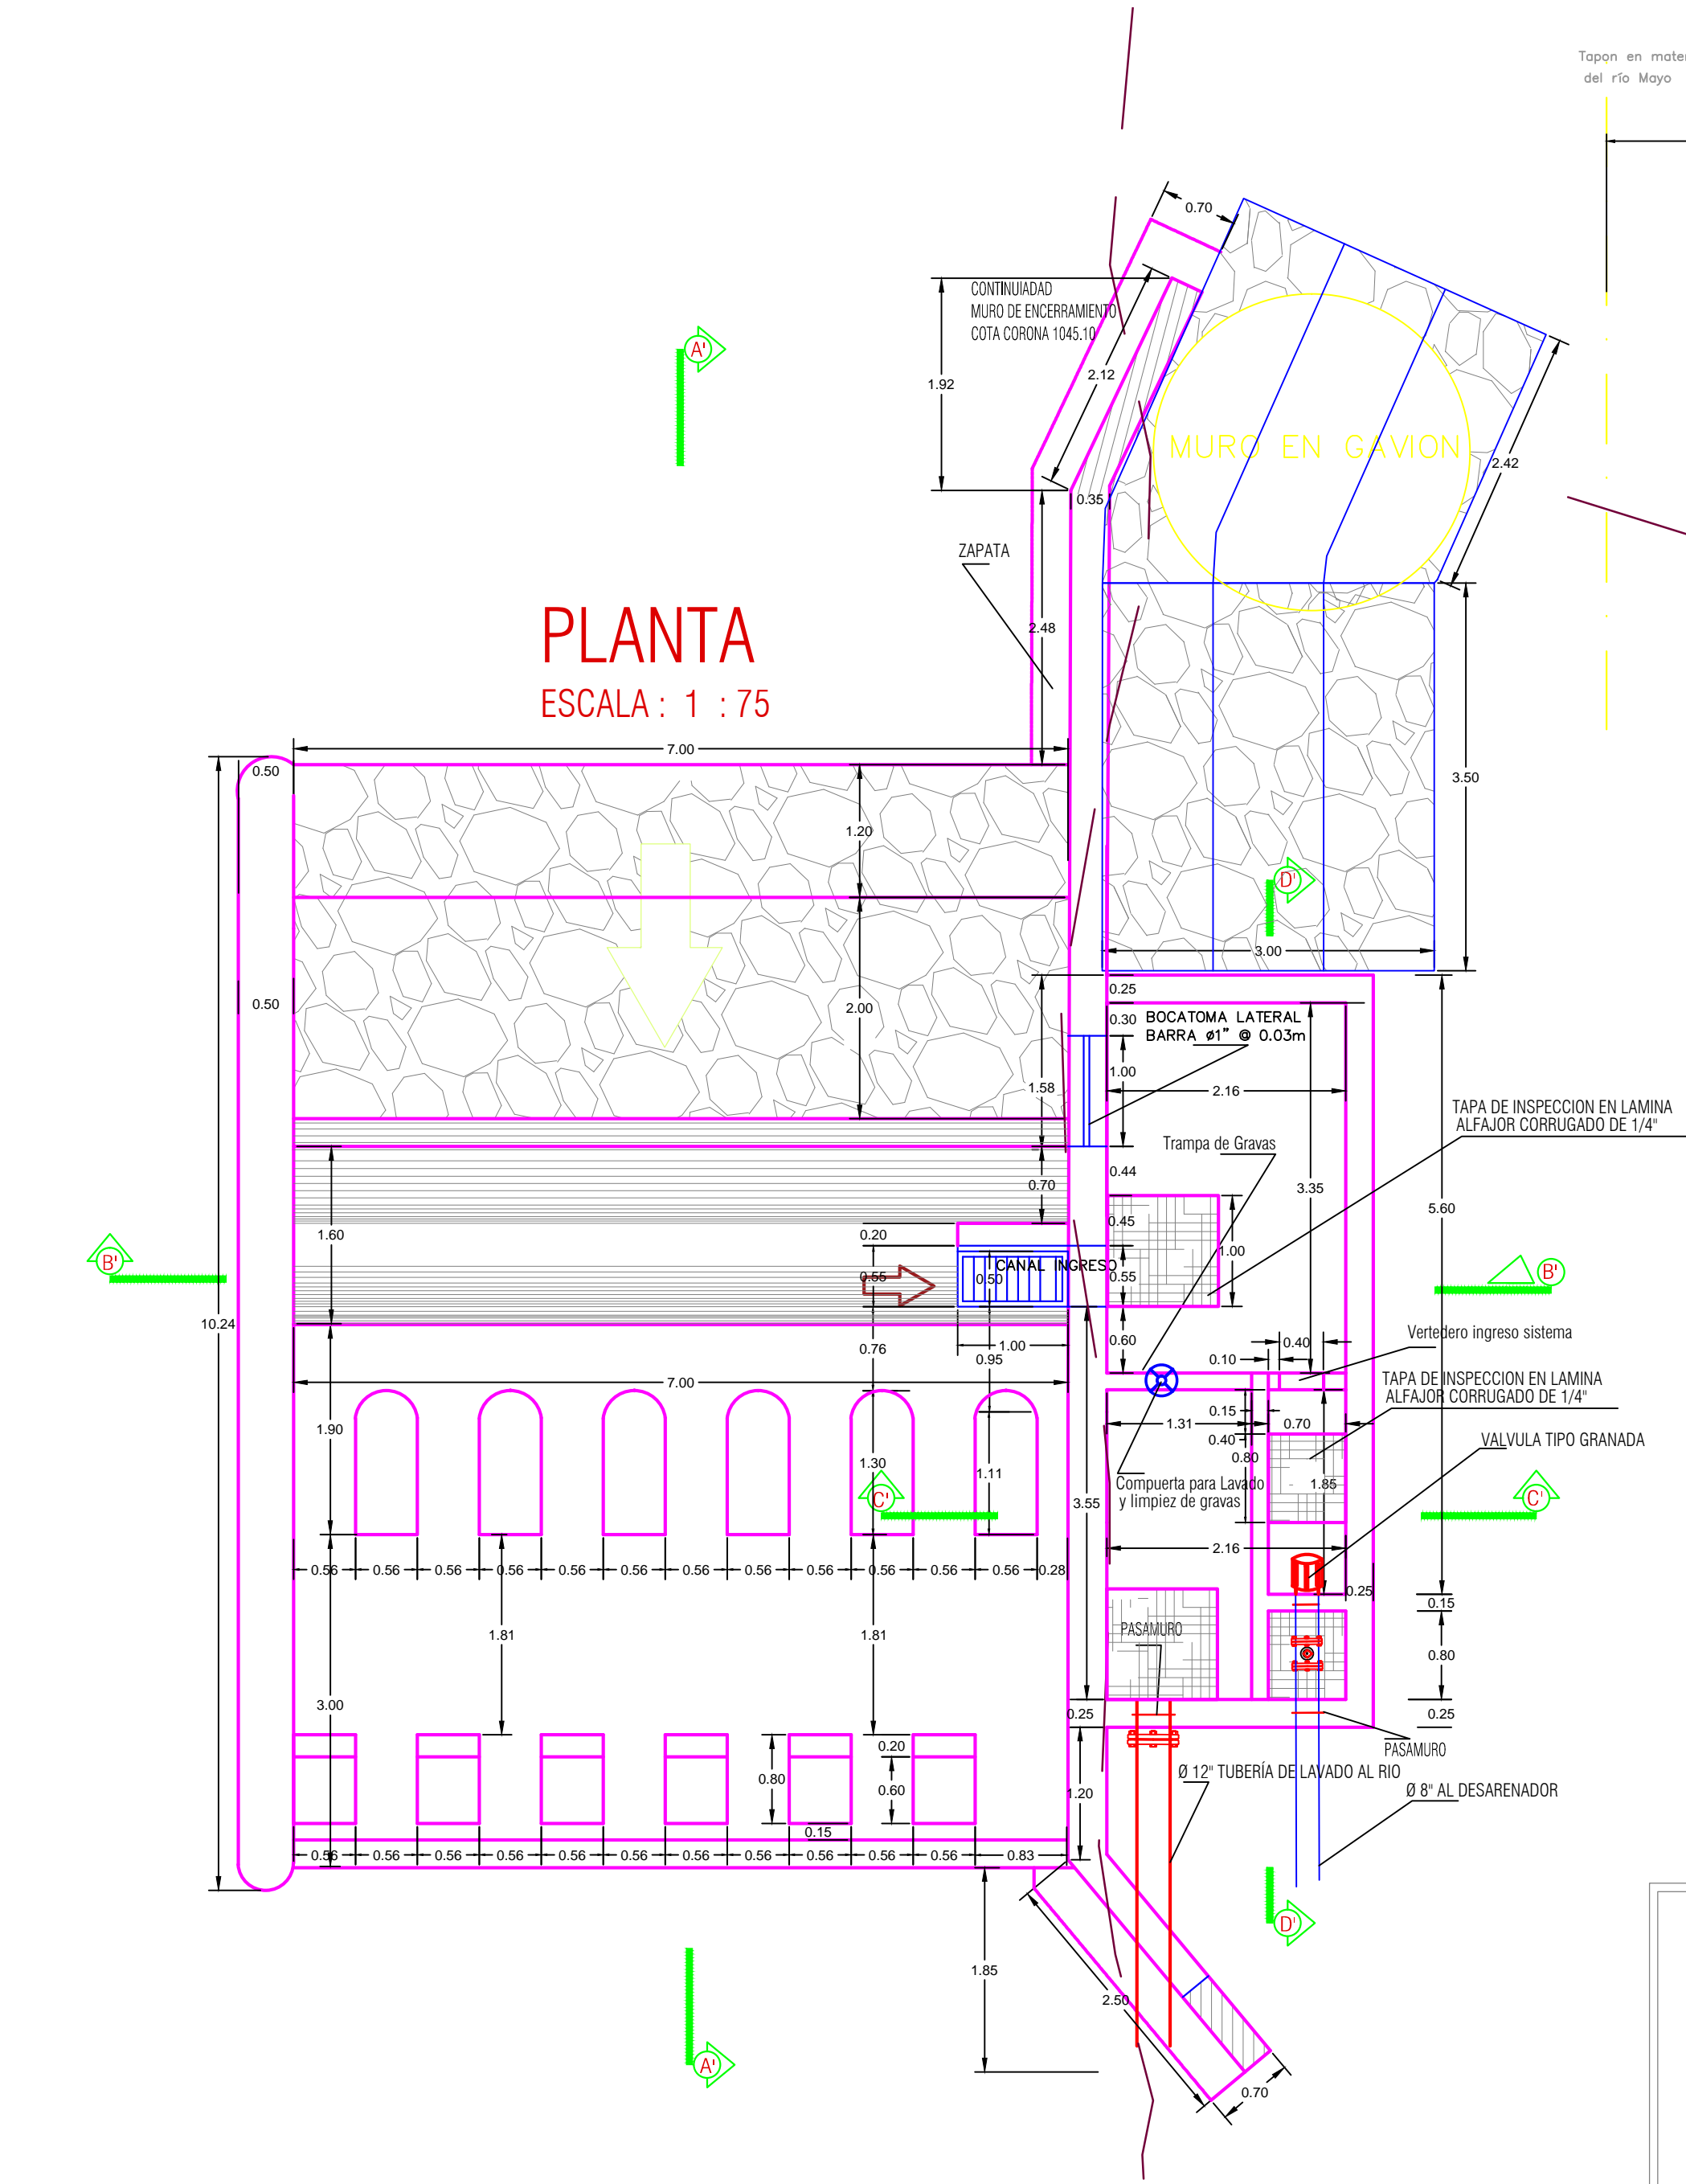 Tapon en mate
del río Mayo
0.70
CONTINUIADAD
MURO DE ENCERRAMIENTO
COTA CORONA 1045.10
A'
1.92
2.12
MURO EN GAVION
2.42
0.35
ZAPATA
PLANTA
ESCALA : 1 : 75
2.48
7.00
0.50
3.50
1.20
D'
3.00
0.50
2.00
0.25
0.30
BOCATOMA LATERAL
BARRA ø1" @ 0.03m
1.00
1.58
2.16
TAPA DE INSPECCION EN LAMINA
ALFAJOR CORRUGADO DE 1/4"
Trampa de Gravas
0.44
0.70
3.35
5.60
0.45
1.60
0.20
1.00
B'
CANAL INGRESO
0.55
0.50
0.55
B'
10.24
0.76
1.00
0.95
0.60
0.40
0.10
Vertedero ingreso sistema
7.00
TAPA DE INSPECCION EN LAMINA
ALFAJOR CORRUGADO DE 1/4"
0.15
1.31
0.70
1.90
0.40
VALVULA TIPO GRANADA
0.80
1.30
1.11
Compuerta para Lavado
y limpiez de gravas
1.85
C'
C'
3.55
2.16
0.56 0.56 0.56 0.56 0.56 0.56 0.56 0.56 0.56 0.56 0.56 0.56 0.28
0.25
0.15
1.81
1.81
PASAMURO
0.80
3.00
0.25
0.25
0.20
PASAMURO
0.80
0.60
1.20
Ø 12" TUBERÍA DE LAVADO AL RIO
Ø 8" AL DESARENADOR
0.15
0.56 0.56 0.56 0.56 0.56 0.56 0.56 0.56 0.56 0.56 0.56 0.83
D'
1.85
2.50
A'
0.70